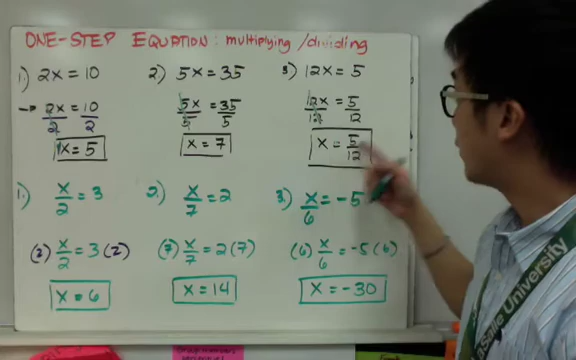 ONE-STEP EQUATION: multiplying/dividing
1.) 2x = 10
→ 2x/2 = 10/2
x = 5
2) 5x = 35
5x/5 = 35/5
x = 7
3) 12x = 5
12x/12 = 5/12
x = 5/12
1.) x/2 = 3
(2) x/2 = 3 (2)
x = 6
2.) x/7 = 2
(7) x/7 = 2 (7)
x = 14
3.) x/6 = -5
(6) x/6 = -5 (6)
x = -30
University